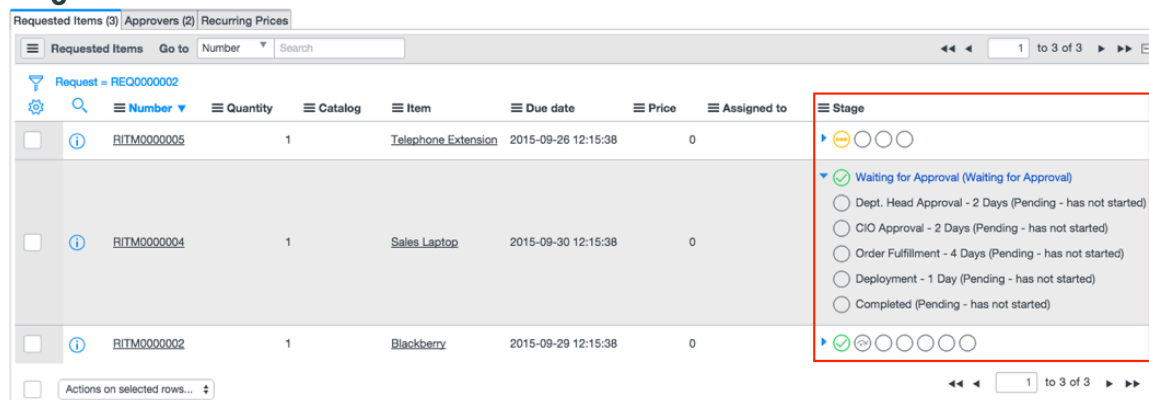 Requested Items (3) Approvers (2) Recurring Prices
Requested Items Go to Number Search 1 to 3 of 3
Request = REQ0000002
Number Quantity Catalog Item Due date Price Assigned to Stage
RITM0000005 1 Telephone Extension 2015-09-26 12:15:38 0
Waiting for Approval (Waiting for Approval)
Dept. Head Approval - 2 Days (Pending - has not started)
CIO Approval - 2 Days (Pending - has not started)
RITM0000004 1 Sales Laptop 2015-09-30 12:15:38 0
Order Fulfillment - 4 Days (Pending - has not started)
Deployment - 1 Day (Pending - has not started)
Completed (Pending - has not started)
RITM0000002 1 Blackberry 2015-09-29 12:15:38 0
Actions on selected rows... 1 to 3 of 3